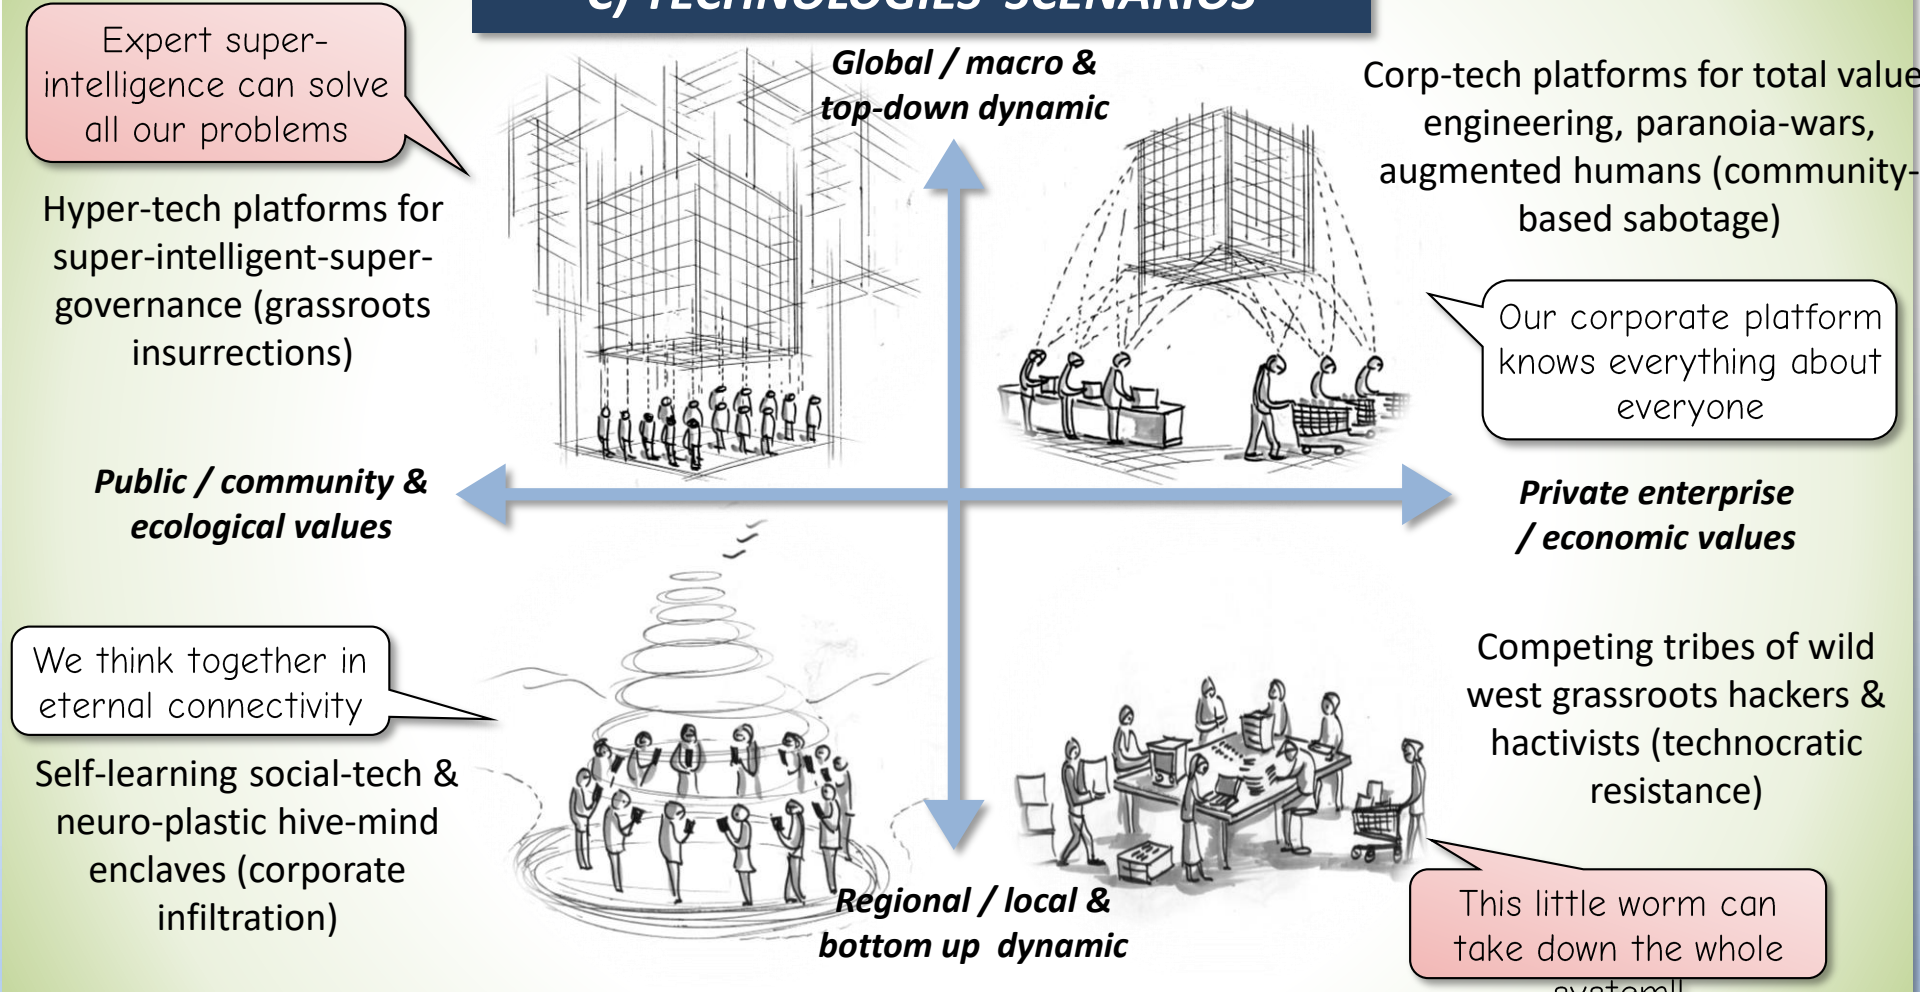 C) TECHNOLOGIES SCENARIOS
Expert super-
intelligence can solve
all our problems
Global / macro &
top-down dynamic
Corp-tech platforms for total value
engineering, paranoia-wars,
augmented humans (community-
based sabotage)
Hyper-tech platforms for
super-intelligent-super-
governance (grassroots
insurrections)
Our corporate platform
knows everything about
everyone
Public / community &
ecological values
Private enterprise
/ economic values
We think together in
eternal connectivity
Self-learning social-tech &
neuro-plastic hive-mind
enclaves (corporate
infiltration)
Competing tribes of wild
west grassroots hackers &
hactivists (technocratic
resistance)
Regional / local &
bottom up dynamic
This little worm can
take down the whole
system!!